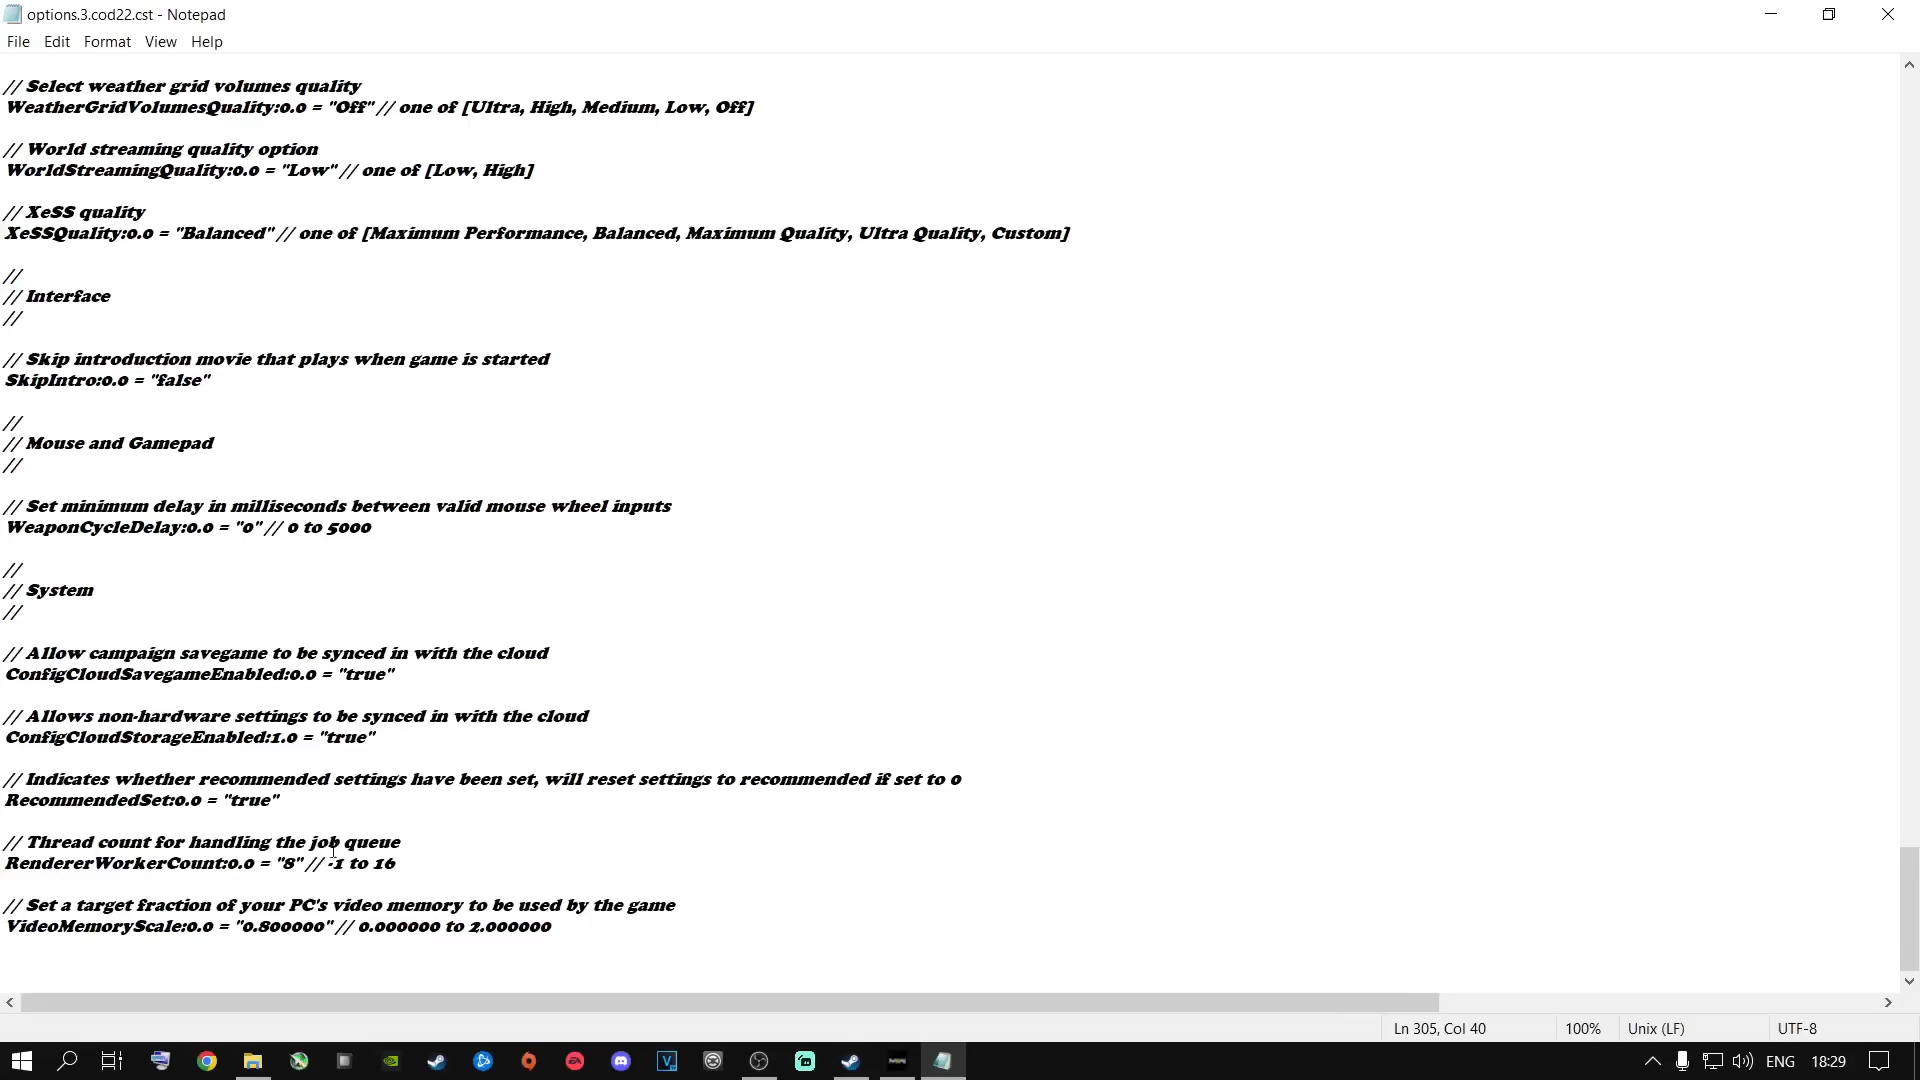 options.3.cod22.cst - Notepad
File Edit Format View Help
// Select weather grid volumes quality
WeatherGridVolumesQuality:0.0 = "Off" // one of [Ultra, High, Medium, Low, Off]
// World streaming quality option
WorldStreamingQuality:0.0 = "Low" // one of [Low, High]
// XeSS quality
XeSSQuality:0.0 = "Balanced" // one of [Maximum Performance, Balanced, Maximum Quality, Ultra Quality, Custom]
//
// Interface
//
// Skip introduction movie that plays when game is started
SkipIntro:0.0 = "false"
//
// Mouse and Gamepad
//
// Set minimum delay in milliseconds between valid mouse wheel inputs
WeaponCycleDelay:0.0 = "0" // 0 to 5000
//
// System
//
// Allow campaign savegame to be synced in with the cloud
ConfigCloudSavegameEnabled:0.0 = "true"
// Allows non-hardware settings to be synced in with the cloud
ConfigCloudStorageEnabled:1.0 = "true"
// Indicates whether recommended settings have been set, will reset settings to recommended if set to 0
RecommendedSet:0.0 = "true"
// Thread count for handling the job queue
RendererWorkerCount:0.0 = "8" // -1 to 16
// Set a target fraction of your PC's video memory to be used by the game
VideoMemoryScale:0.0 = "0.800000" // 0.000000 to 2.000000
Ln 305, Col 40 100% Unix (LF) UTF-8
ENG 18:29